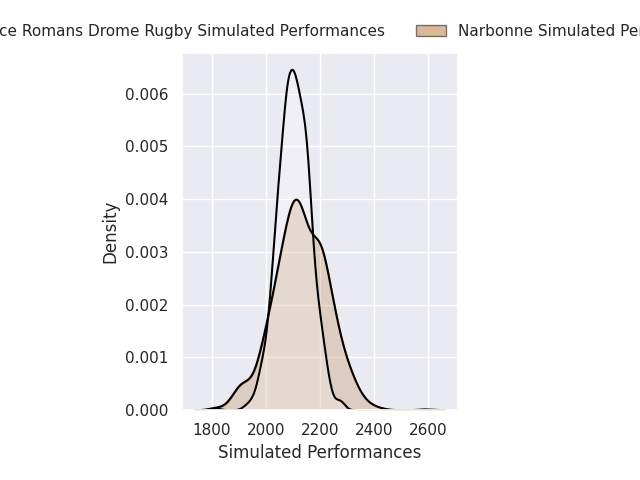 ce Romans Drome Rugby Simulated Performances Narbonne Simulated Per
0.006
0.005
0.004
0.003
0.002
0.001
0.000
Density
1800 2000 2200 2400 2600
Simulated Performances